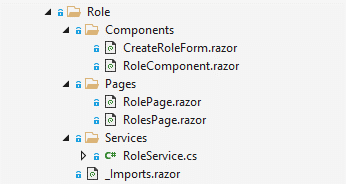 Role
Components
CreateRoleForm.razor
RoleComponent.razor
Pages
RolePage.razor
RolesPage.razor
Services
C# RoleService.cs
_Imports.razor